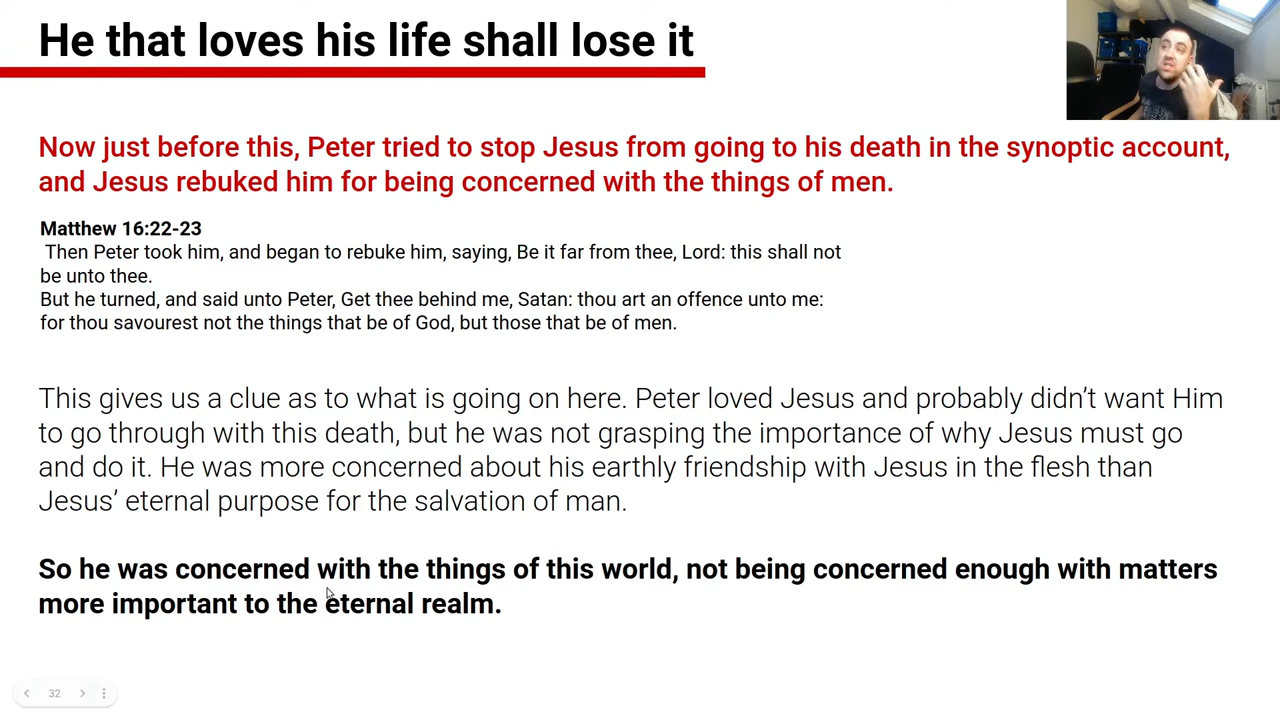 He that loves his life shall lose it
Now just before this, Peter tried to stop Jesus from going to his death in the synoptic account,
and Jesus rebuked him for being concerned with the things of men.
Matthew 16:22-23
Then Peter took him, and began to rebuke him, saying, Be it far from thee, Lord: this shall not
be unto thee.
But he turned, and said unto Peter, Get thee behind me, Satan: thou art an offence unto me:
for thou savourest not the things that be of God, but those that be of men.
This gives us a clue as to what is going on here. Peter loved Jesus and probably didn’t want Him
to go through with this death, but he was not grasping the importance of why Jesus must go
and do it. He was more concerned about his earthly friendship with Jesus in the flesh than
Jesus’ eternal purpose for the salvation of man.
So he was concerned with the things of this world, not being concerned enough with matters
more important to the eternal realm.
32